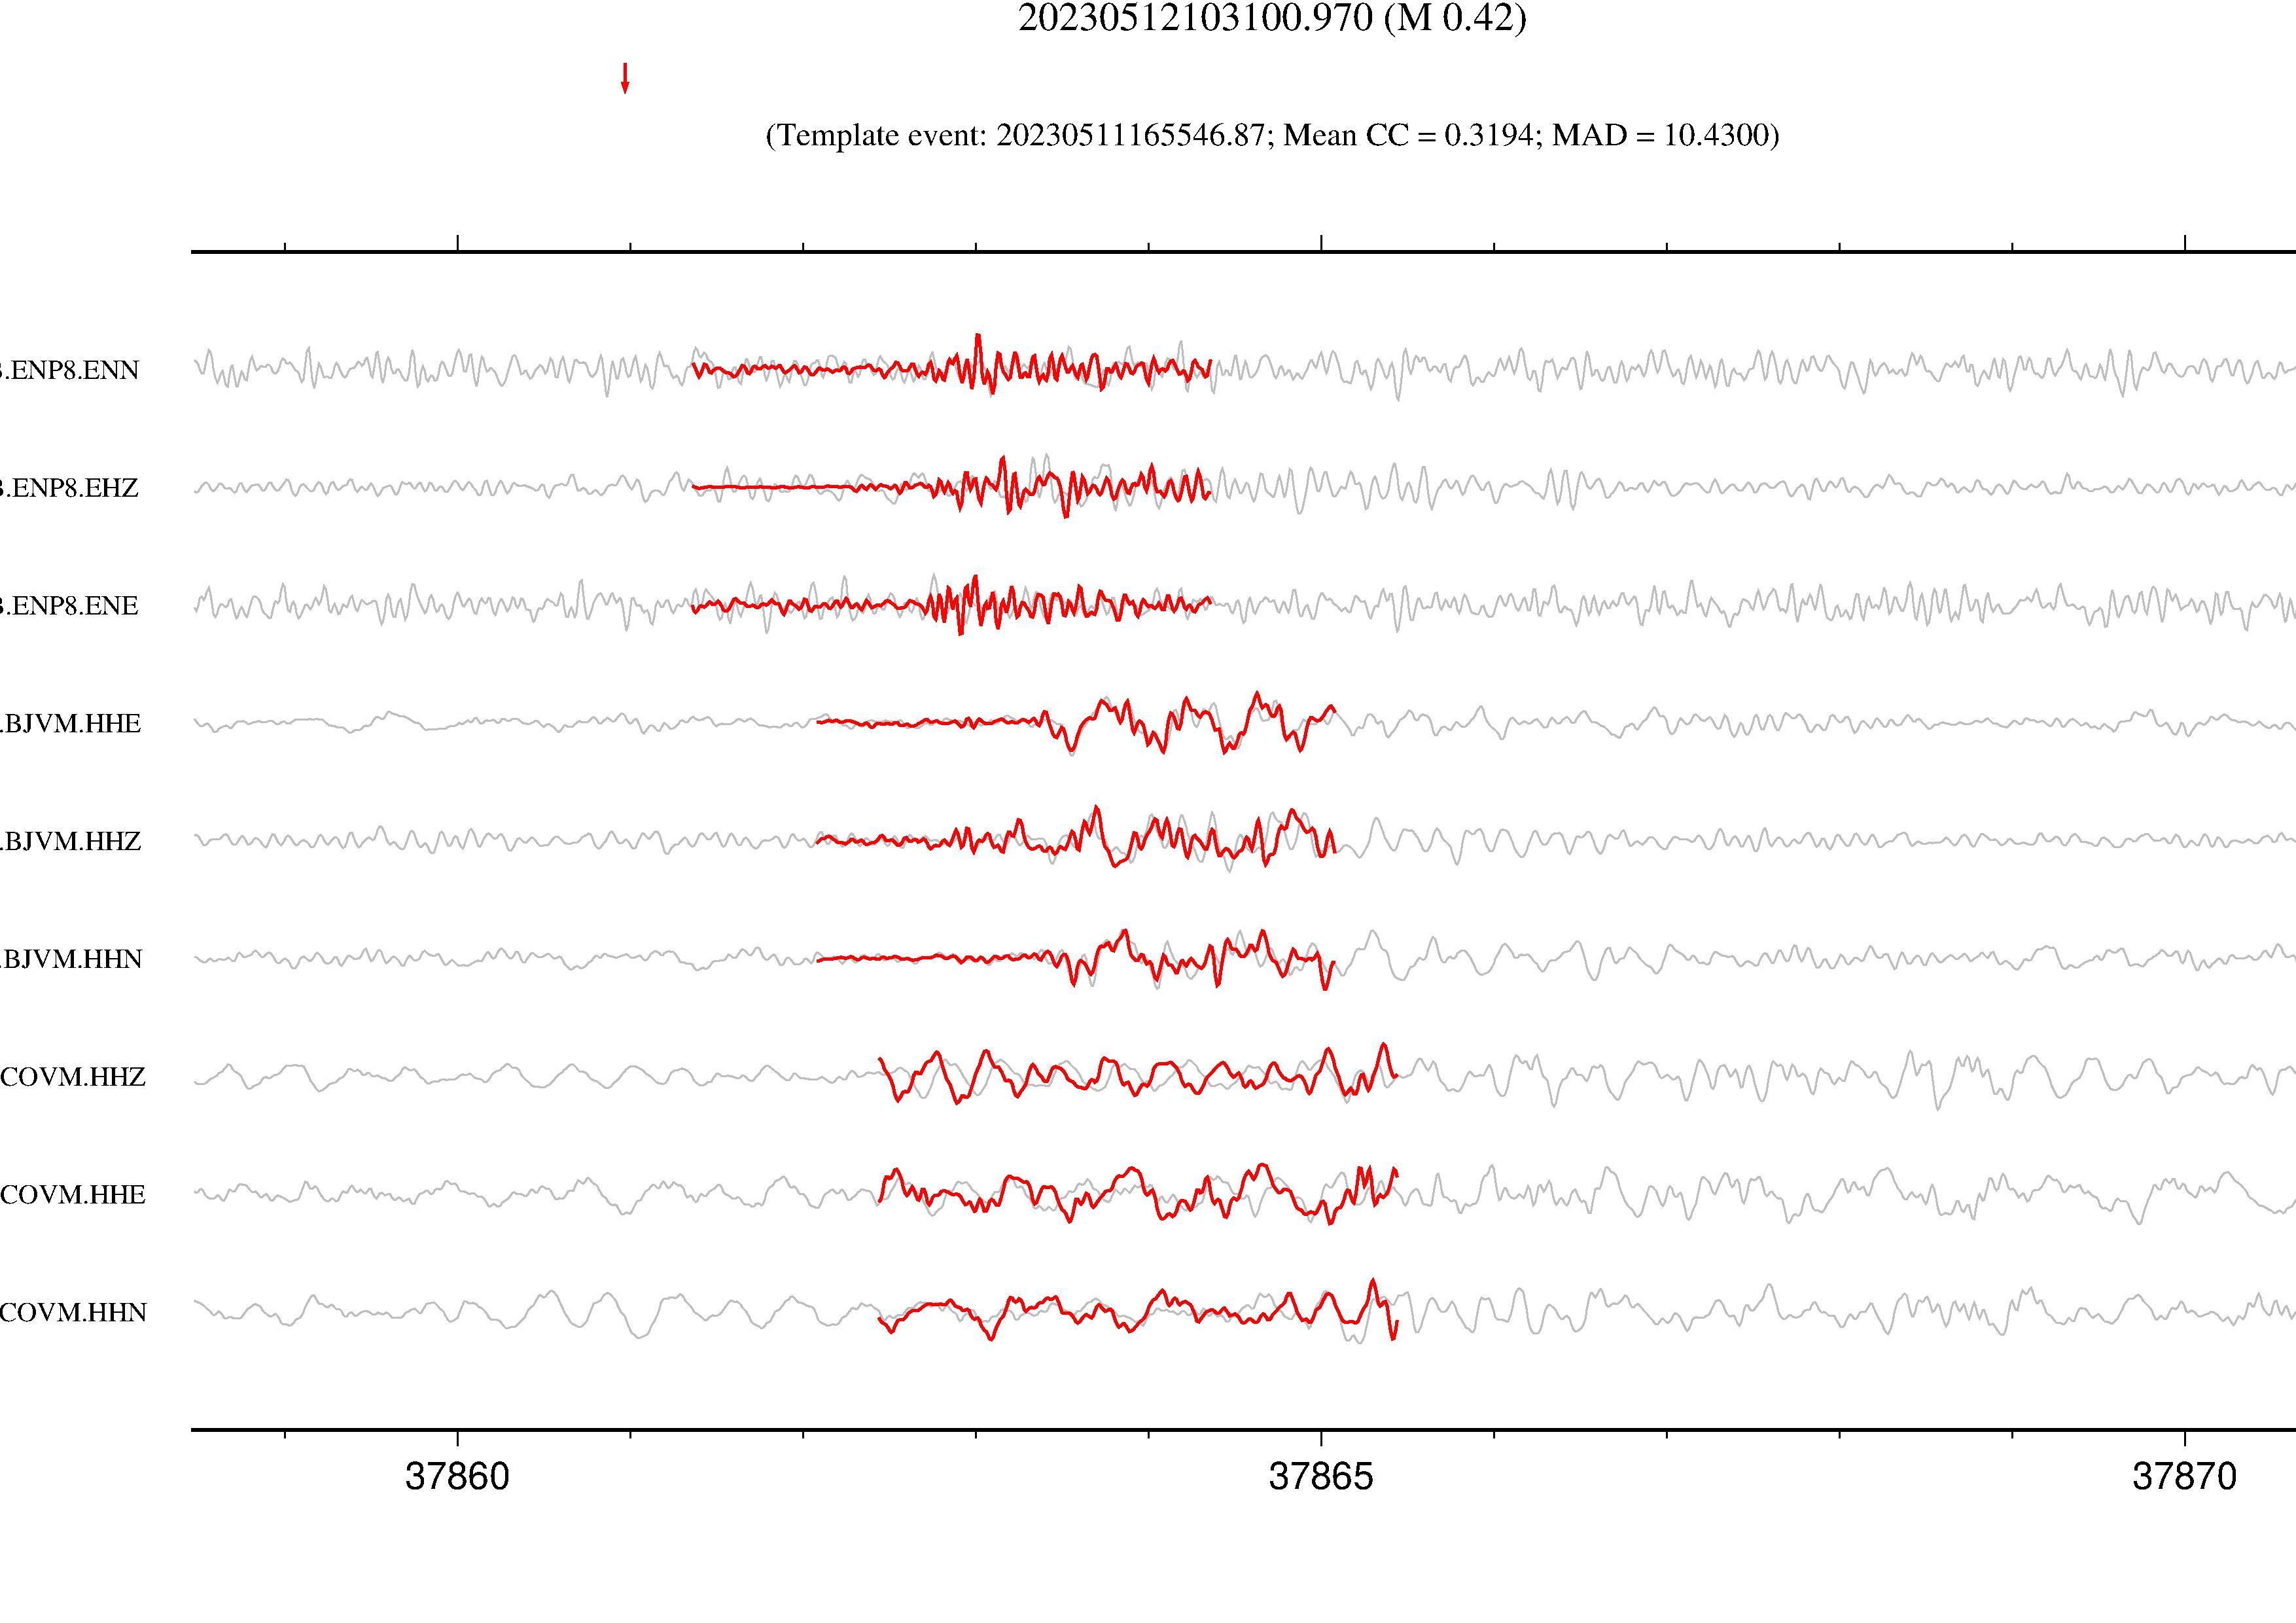 20230512103100.970 (M 0.42)
(Template event: 20230511165546.87; Mean CC = 0.3194; MAD = 10.4300)
.ENP8.ENN
.ENP8.EHZ
.ENP8.ENE
.BJVM.HHE
.BJVM.HHZ
.BJVM.HHN
COVM.HHZ
COVM.HHE
COVM.HHN
37860 37865 37870